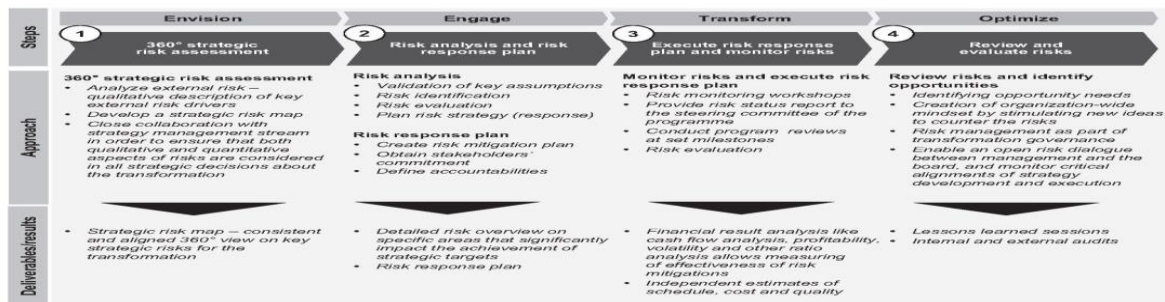 Envision
Engage
Transform
Optimize
Steps
1
360° strategic
risk assessment
2
Risk analysis and risk
response plan
3
Execute risk response
plan and monitor risks
4
Review and
evaluate risks
Approach
360° strategic risk assessment
• Analyze external risk –
qualitative description of key
external risk drivers
• Develop a strategic risk map
• Close collaboration with
strategy management stream
in order to ensure that both
qualitative and quantitative
aspects of risks are considered
in all strategic decisions about
the transformation
Risk analysis
• Validation of key assumptions
• Risk identification
• Risk evaluation
• Plan risk strategy (response)
Risk response plan
• Create risk mitigation plan
• Obtain stakeholders'
commitment
• Define accountabilities
Monitor risks and execute risk
response plan
• Risk monitoring workshops
• Provide risk status report to
the steering committee of the
programme
• Conduct program reviews
at set milestones
• Risk evaluation
Review risks and identify
opportunities
• Identifying opportunity needs
• Creation of organization-wide
mindset by stimulating new ideas
to counter the risks
• Risk management as part of
transformation governance
• Enable an open risk dialogue
between management and the
board, and monitor critical
alignments of strategy
development and execution
Deliverables/results
• Strategic risk map – consistent
and aligned 360° view on key
strategic risks for the
transformation
• Detailed risk overview on
specific areas that significantly
impact the achievement of
strategic targets
• Risk response plan
• Financial result analysis like
cash flow analysis, profitability,
volatility and other ratio
analysis allows measuring
of effectiveness of risk
mitigations
• Independent estimates of
schedule, cost and quality
• Lessons learned sessions
• Internal and external audits